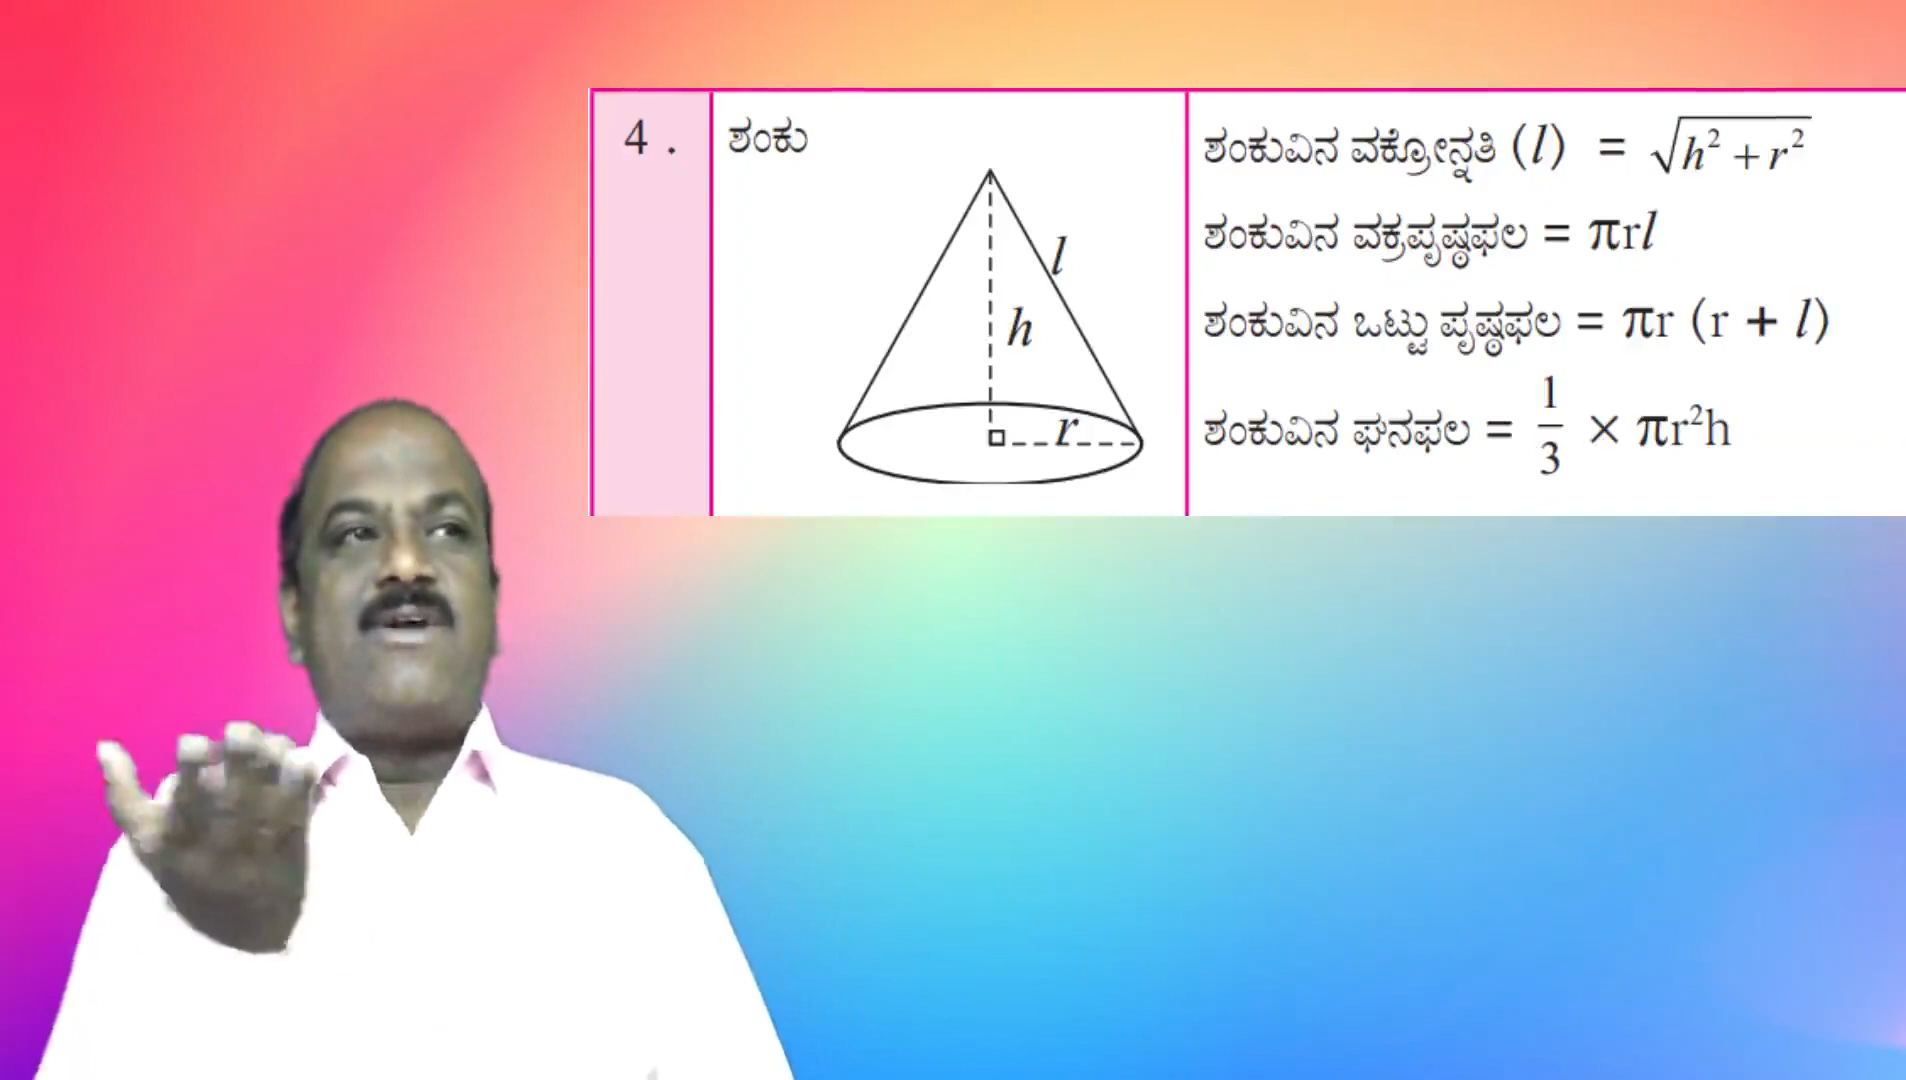 4 .
ಶಂಕು
l
h
r
ಶಂಕುವಿನ ವಕ್ರೋನ್ನತಿ (l) = √h² + r²
ಶಂಕುವಿನ ವಕ್ರಪೃಷ್ಠಫಲ = πrl
ಶಂಕುವಿನ ಒಟ್ಟು ಪೃಷ್ಠಫಲ = πr (r + l)
ಶಂಕುವಿನ ಘನಫಲ = 1/3 × πr²h